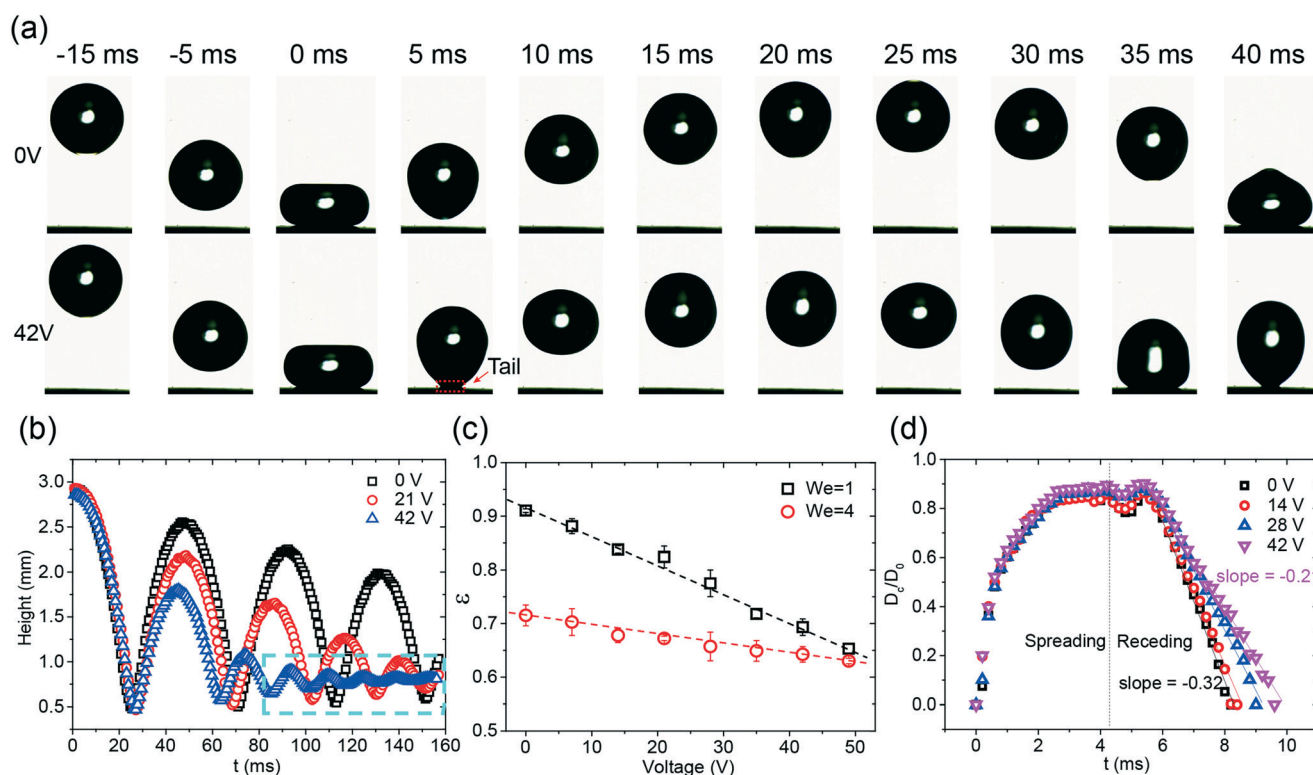 (a)
-15 ms -5 ms 0 ms 5 ms 10 ms 15 ms 20 ms 25 ms 30 ms 35 ms 40 ms
0V
42V
Tail
(b)
Height (mm)
3.0
2.5
2.0
1.5
1.0
0.5
0 V
21 V
42 V
0 20 40 60 80 100 120 140 160
t (ms)
(c)
ε
1.0
0.9
0.8
0.7
0.6
0.5
We=1
We=4
0 10 20 30 40 50
Voltage (V)
(d)
D_c/D_0
0.8
0.6
0.4
0.2
0.0
0 V
14 V
28 V
42 V
slope = -0.21
Spreading Receding
slope = -0.32
0 2 4 6 8 10
t (ms)